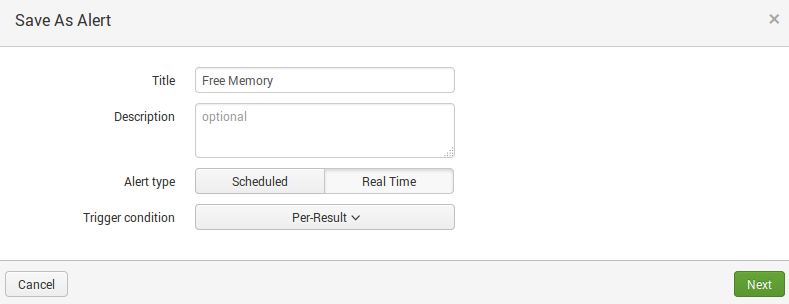 Save As Alert ×
Title Free Memory
Description optional
Alert type Scheduled Real Time
Trigger condition Per-Result
Cancel Next